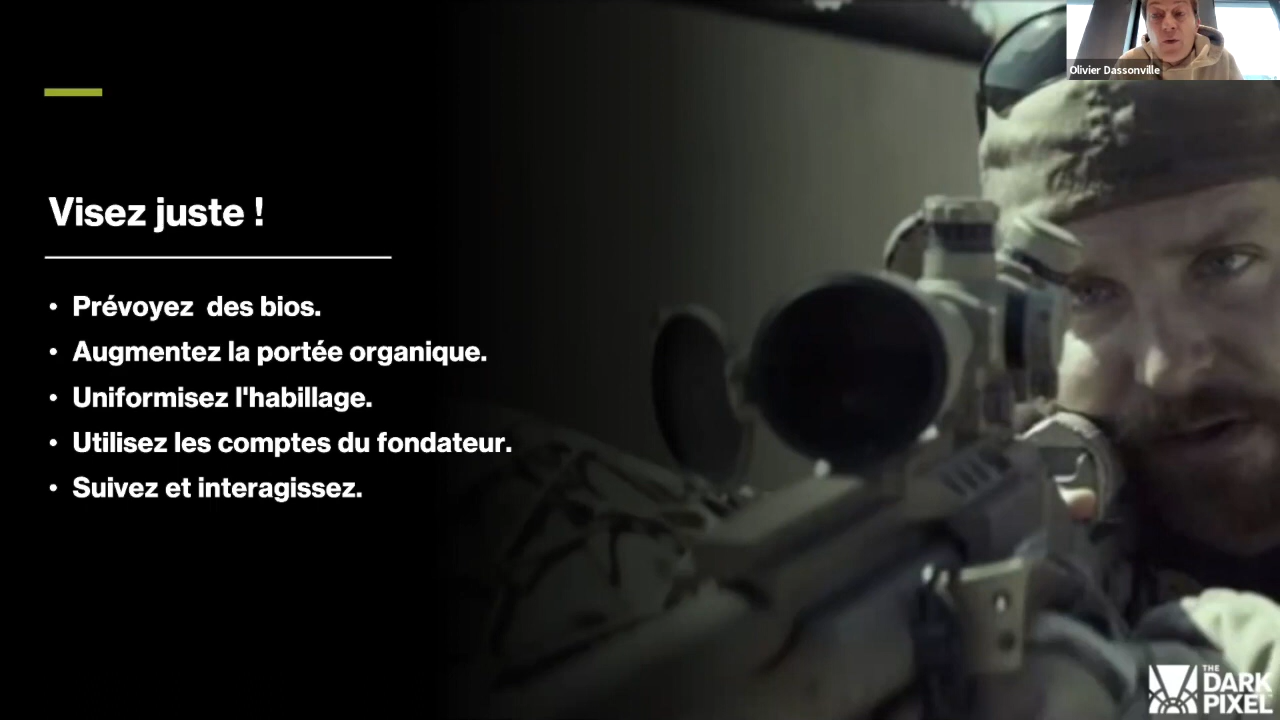 Olivier Dassonville
Visez juste !
• Prévoyez  des bios.
• Augmentez la portée organique.
• Uniformisez l'habillage.
• Utilisez les comptes du fondateur.
• Suivez et interagissez.
THE
DARK
PIXEL